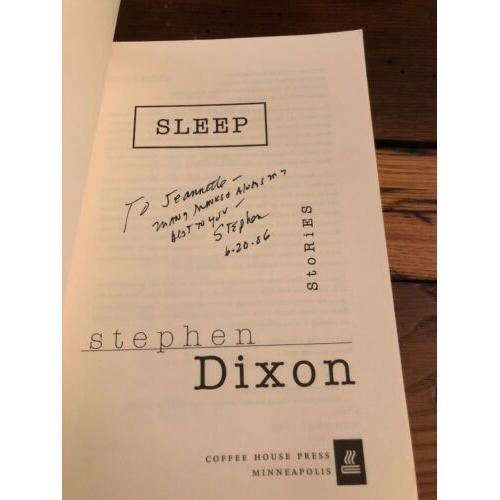 SLEEP
To Jeannette –
many thanks & always my
best to you –
Stephen
6-20-06
StoRiES
stephen
Dixon
COFFEE HOUSE PRESS
MINNEAPOLIS